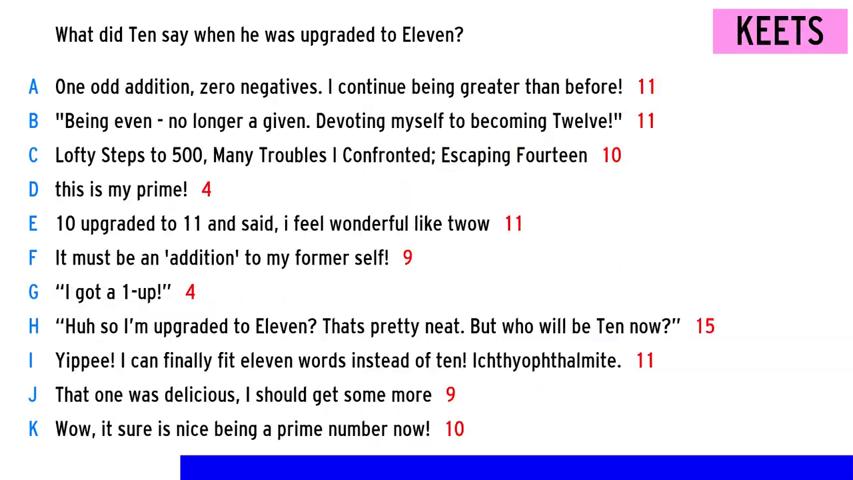 What did Ten say when he was upgraded to Eleven?
KEETS
A One odd addition, zero negatives. I continue being greater than before! 11
B "Being even - no longer a given. Devoting myself to becoming Twelve!" 11
C Lofty Steps to 500, Many Troubles I Confronted; Escaping Fourteen 10
D this is my prime! 4
E 10 upgraded to 11 and said, i feel wonderful like twow 11
F It must be an 'addition' to my former self! 9
G “I got a 1-up!” 4
H “Huh so I’m upgraded to Eleven? Thats pretty neat. But who will be Ten now?” 15
I Yippee! I can finally fit eleven words instead of ten! Ichthyophthalmite. 11
J That one was delicious, I should get some more 9
K Wow, it sure is nice being a prime number now! 10